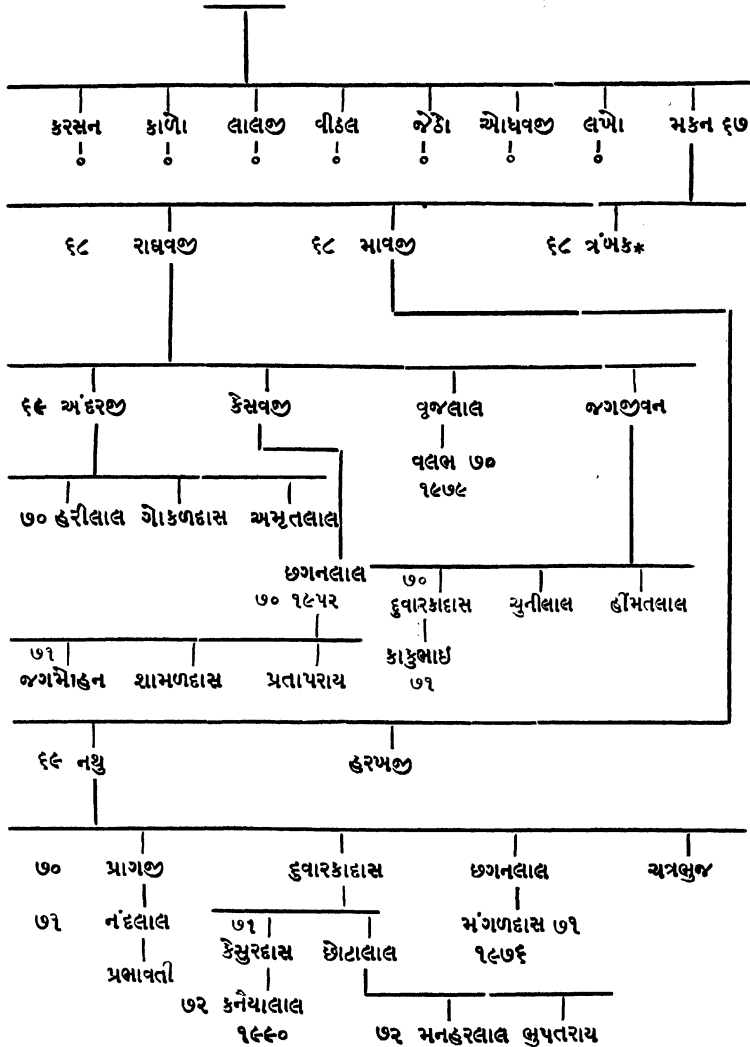 કરસન કાળો લાલજી વીઠલ જેઠો ઓધવજી લખો મકન ૬૭
૬૮ રાઘવજી ૬૮ માવજી ૬૮ ત્રંબક*
૬૯ અંદરજી કેસવજી વૃજલાલ જગજીવન
વલભ ૭૦
૧૯૭૯
૭૦ હરીલાલ ગોકળદાસ અમૃતલાલ
છગનલાલ ૭૦
૭૦ ૧૯૫૨ દુવારકાદાસ ચુનીલાલ હીંમતલાલ
૭૧ કાકુભાઈ
જગમોહન શામળદાસ પ્રતાપરાય ૭૧
૬૯ નથુ હરખજી
૭૦ પ્રાગજી દુવારકાદાસ છગનલાલ ચત્રભુજ
૭૧ નંદલાલ ૭૧ મંગળદાસ ૭૧
કેસુરદાસ છોટાલાલ ૧૯૭૬
પ્રભાવતી
૭૨ કનૈયાલાલ
૧૯૯૦ ૭૨ મનહરલાલ ભુપતરાય